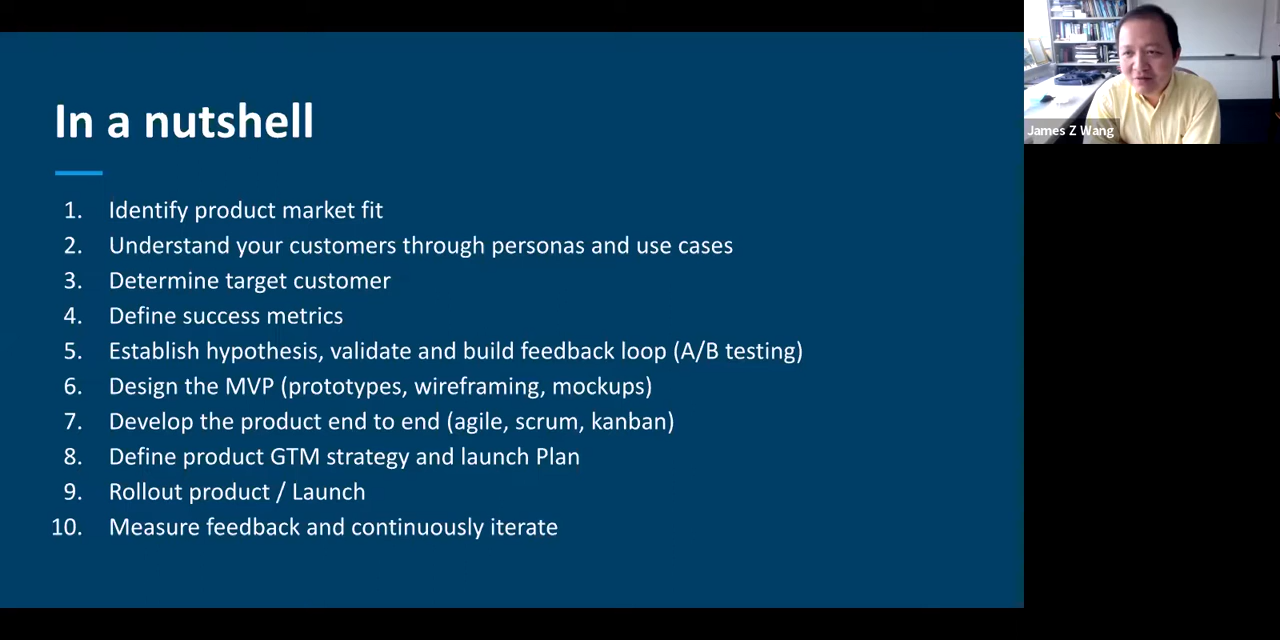 In a nutshell
1. Identify product market fit
2. Understand your customers through personas and use cases
3. Determine target customer
4. Define success metrics
5. Establish hypothesis, validate and build feedback loop (A/B testing)
6. Design the MVP (prototypes, wireframing, mockups)
7. Develop the product end to end (agile, scrum, kanban)
8. Define product GTM strategy and launch Plan
9. Rollout product / Launch
10. Measure feedback and continuously iterate
James Z Wang